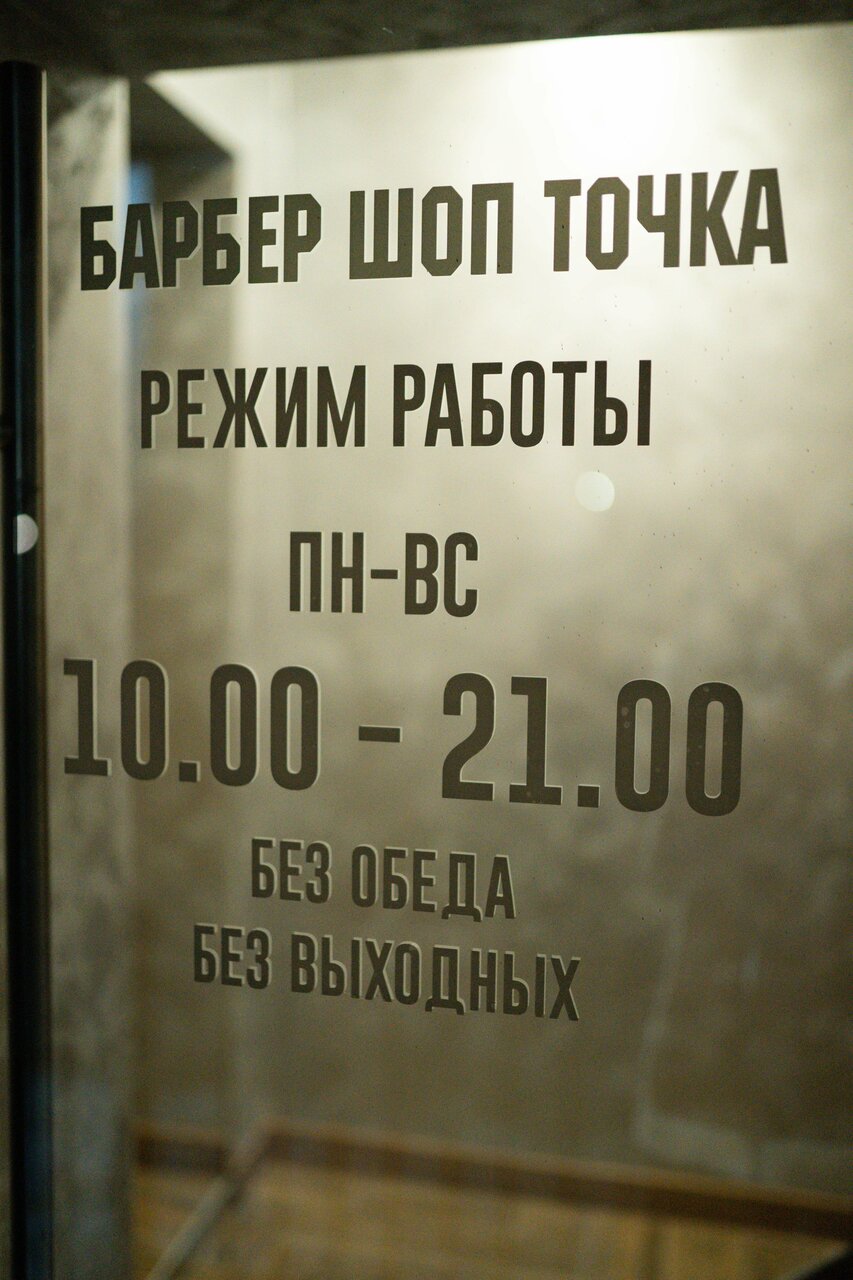 БАРБЕР ШОП ТОЧКА
РЕЖИМ РАБОТЫ
ПН-ВС
10.00 - 21.00
БЕЗ ОБЕДА
БЕЗ ВЫХОДНЫХ